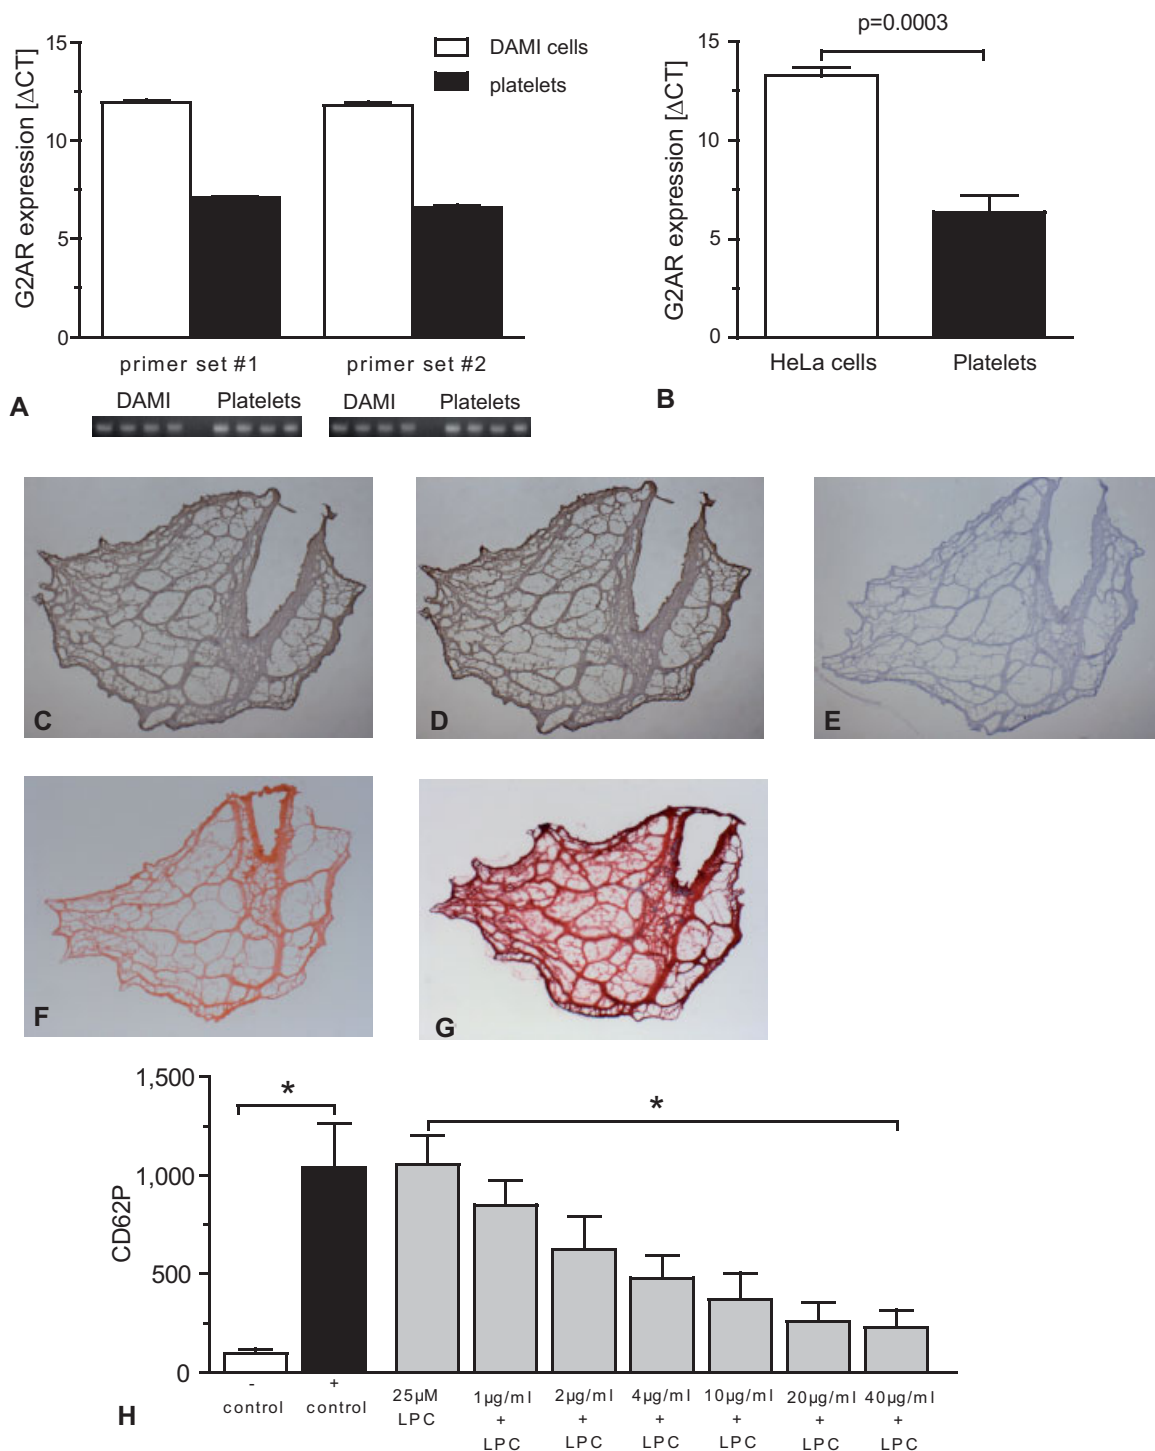 G2AR expression [ΔCT]
15
10
5
0
DAMI cells
platelets
primer set #1
primer set #2
A
DAMI
Platelets
DAMI
Platelets
p=0.0003
G2AR expression [ΔCT]
15
10
5
0
HeLa cells
Platelets
B
C
D
E
F
G
CD62P
1,500
1,000
500
0
*
*
-
control
+
control
25µM
LPC
1µg/ml
+
LPC
2µg/ml
+
LPC
4µg/ml
+
LPC
10µg/ml
+
LPC
20µg/ml
+
LPC
40µg/ml
+
LPC
H